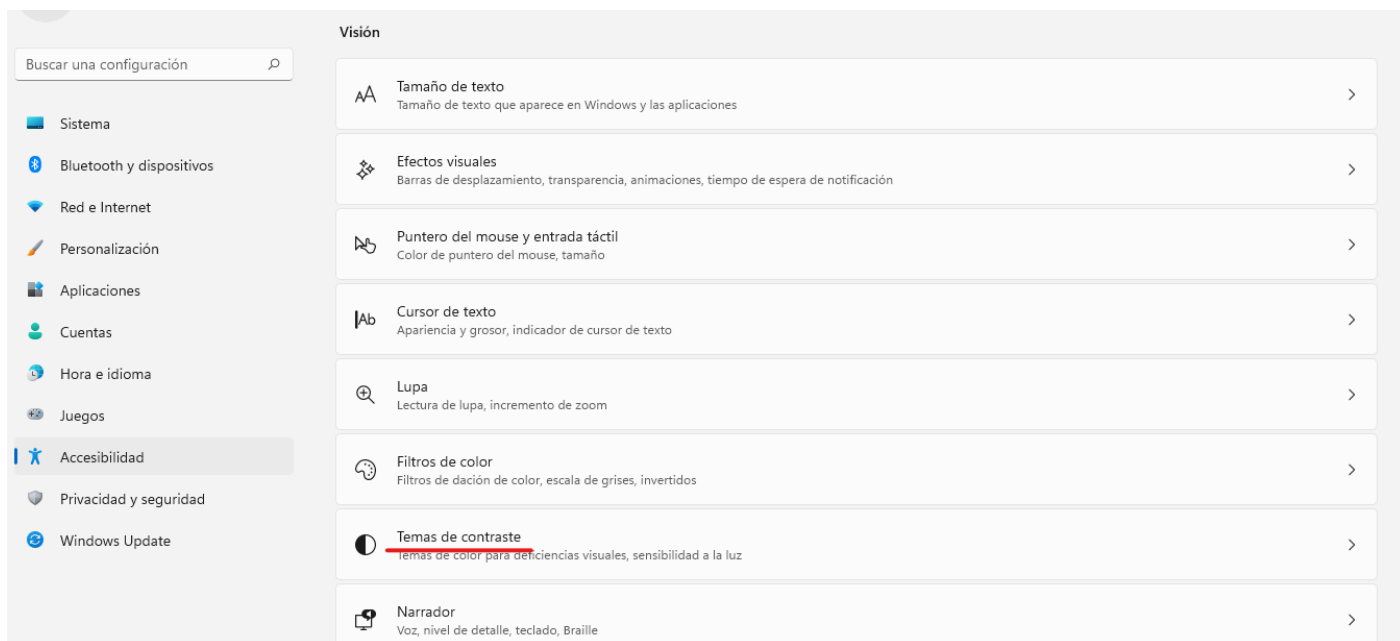 Visión
Buscar una configuración
Sistema
Bluetooth y dispositivos
Red e Internet
Personalización
Aplicaciones
Cuentas
Hora e idioma
Juegos
Accesibilidad
Privacidad y seguridad
Windows Update
Tamaño de texto
Tamaño de texto que aparece en Windows y las aplicaciones
Efectos visuales
Barras de desplazamiento, transparencia, animaciones, tiempo de espera de notificación
Puntero del mouse y entrada táctil
Color de puntero del mouse, tamaño
Cursor de texto
Apariencia y grosor, indicador de cursor de texto
Lupa
Lectura de lupa, incremento de zoom
Filtros de color
Filtros de dación de color, escala de grises, invertidos
Temas de contraste
Temas de color para deficiencias visuales, sensibilidad a la luz
Narrador
Voz, nivel de detalle, teclado, Braille